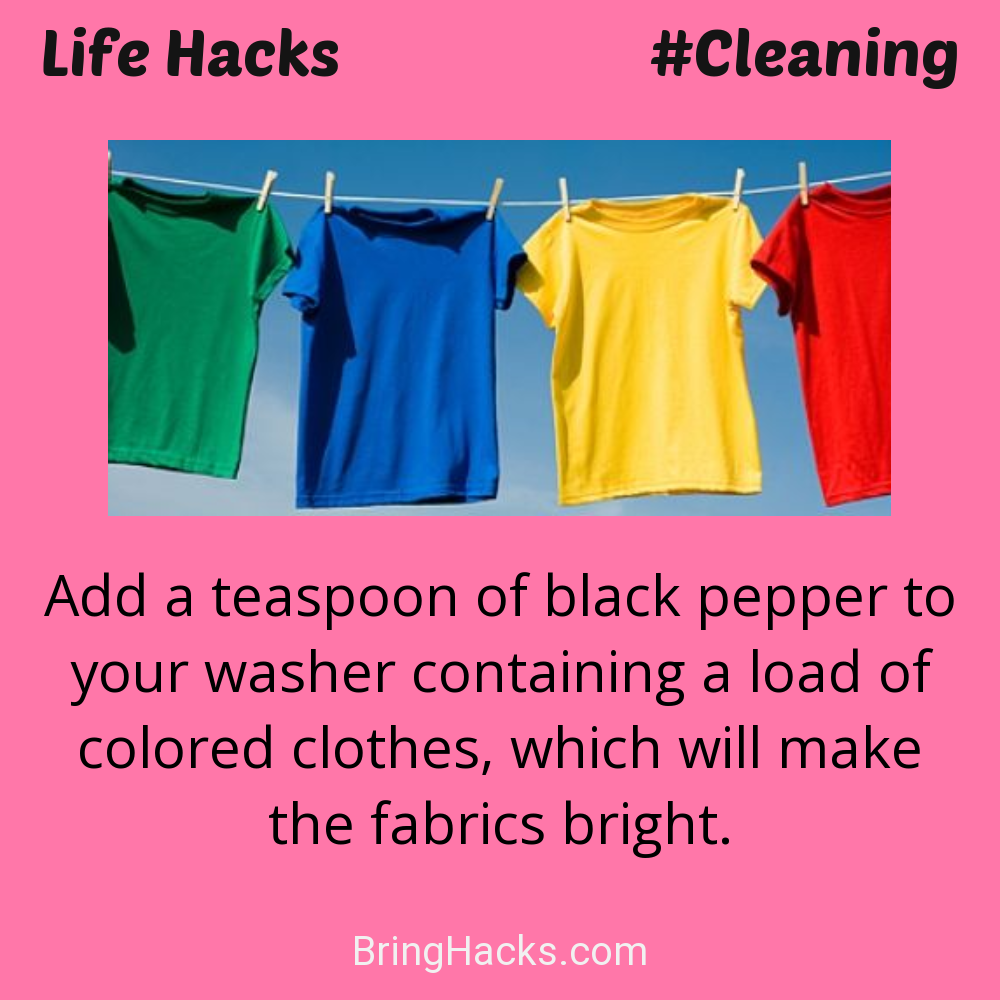 Life Hacks #Cleaning
Add a teaspoon of black pepper to
your washer containing a load of
colored clothes, which will make
the fabrics bright.
BringHacks.com